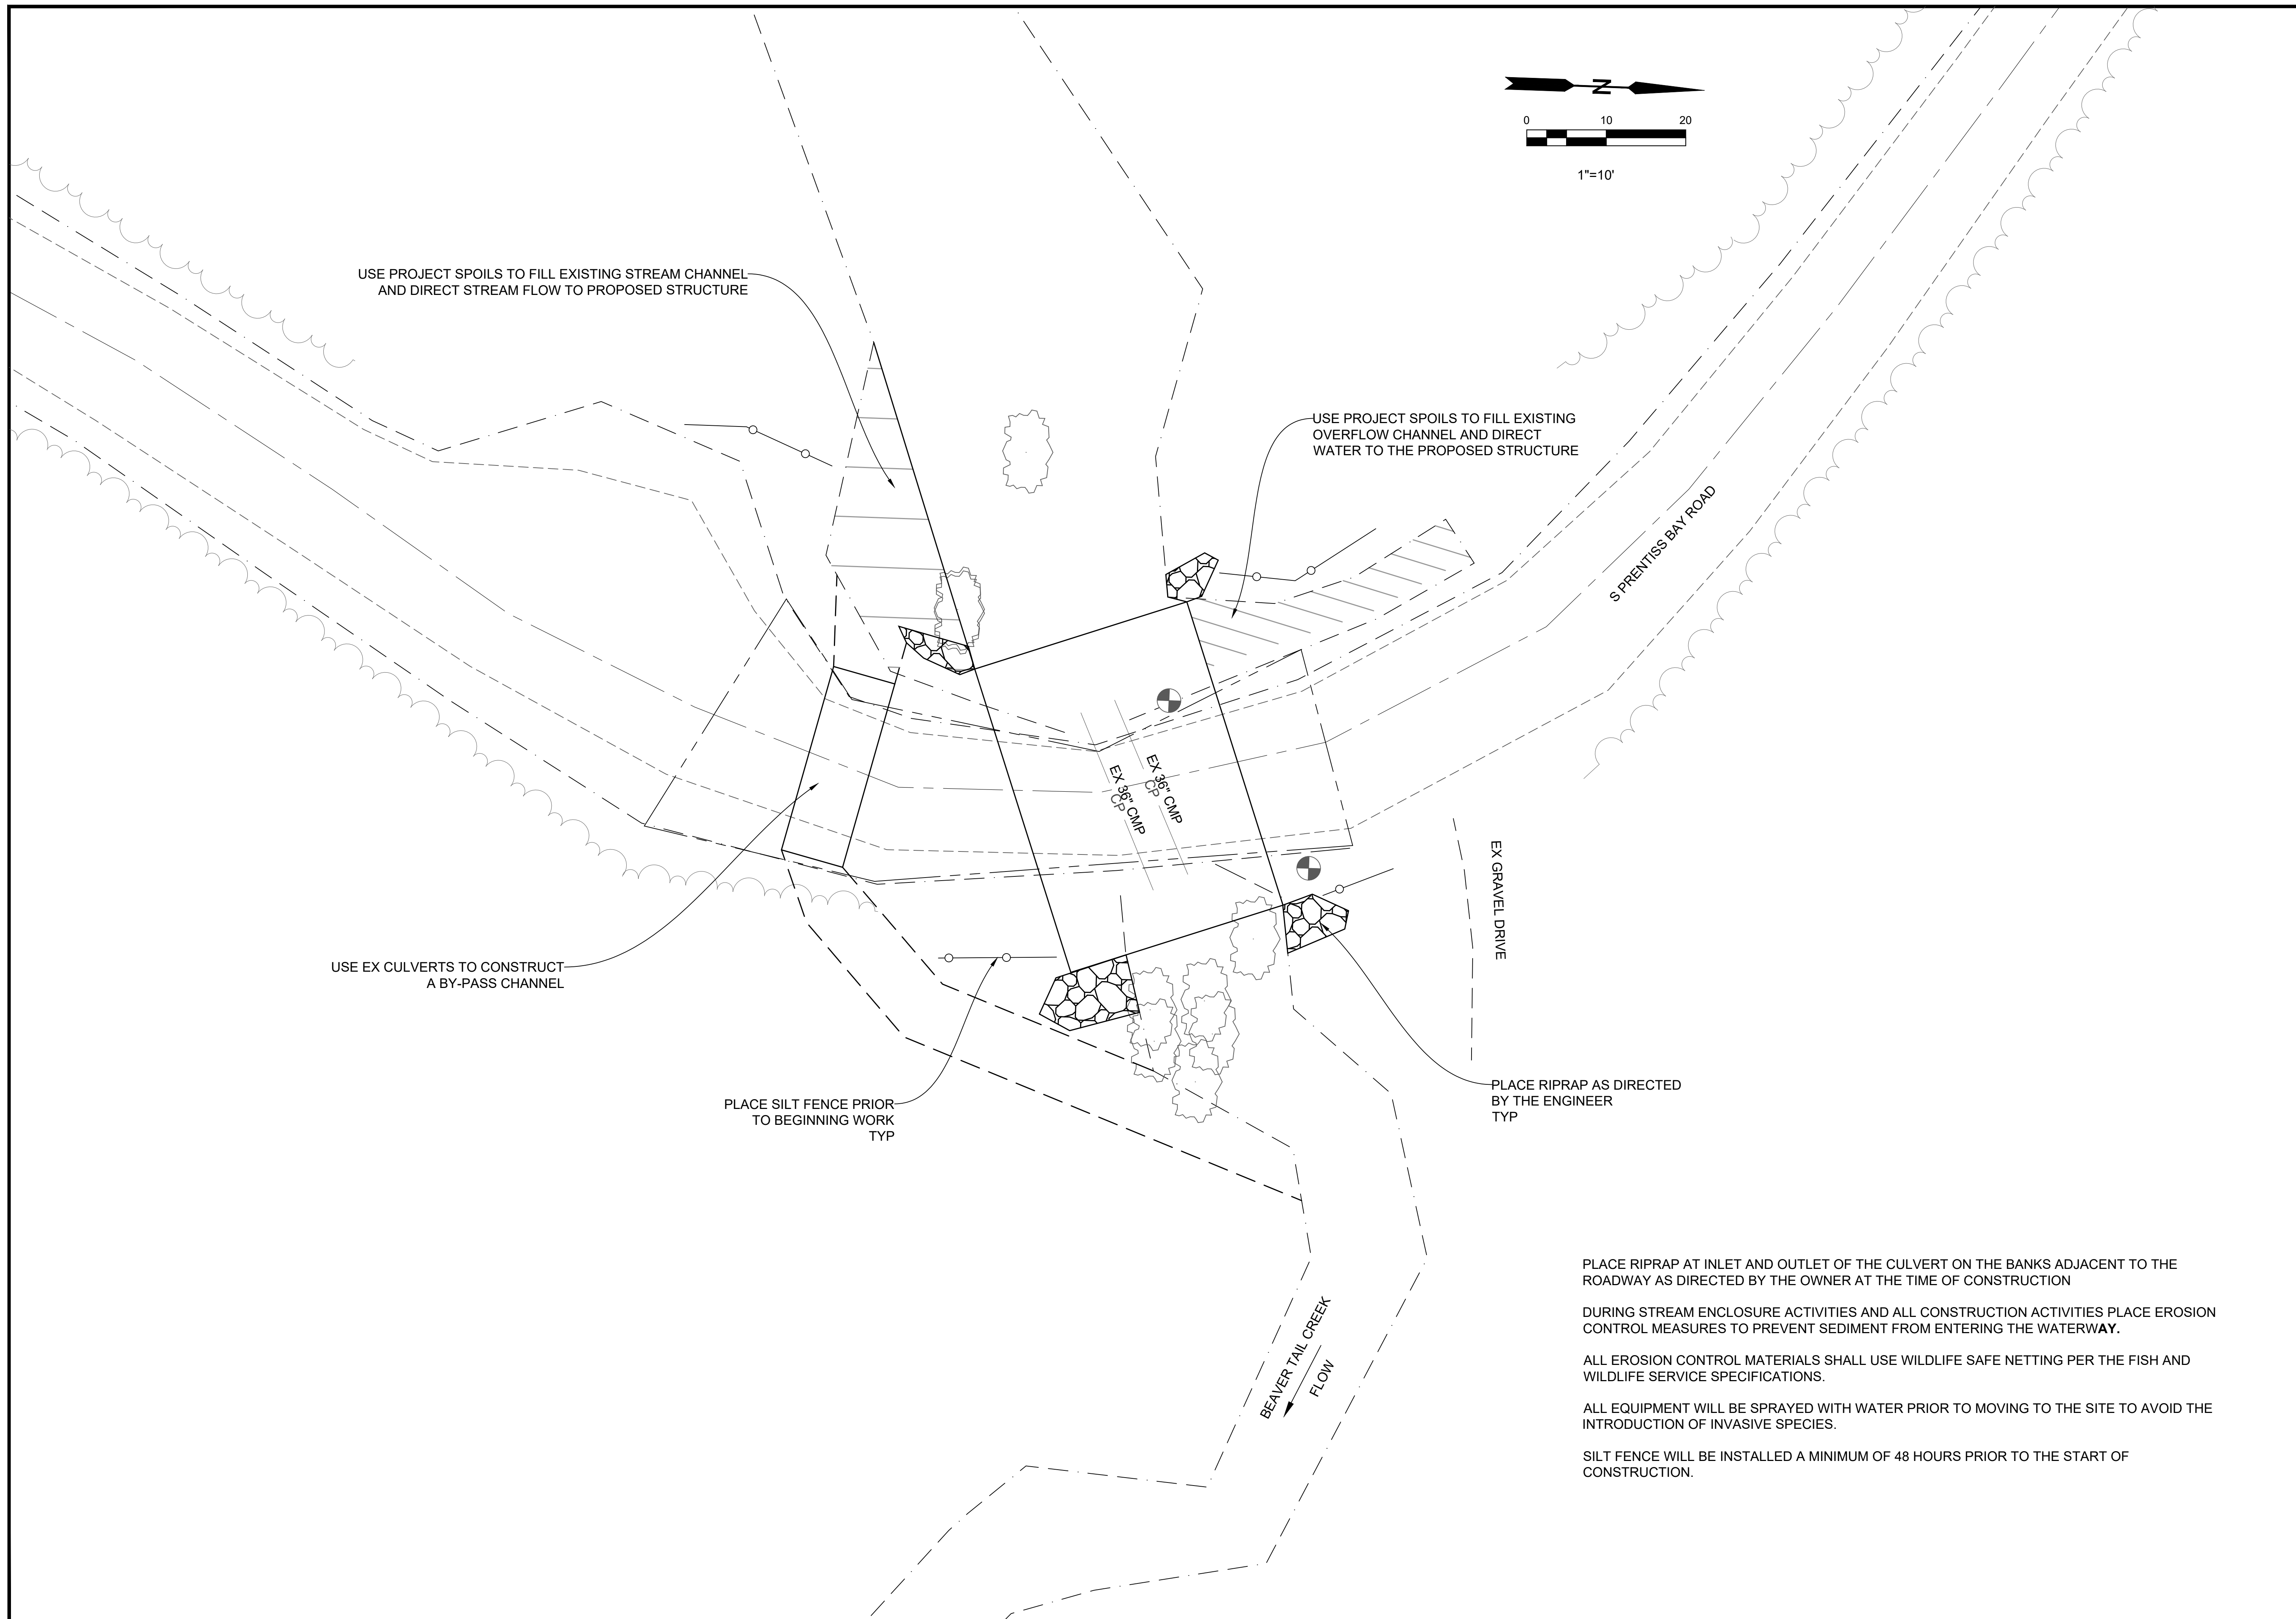 N
0 10 20
1"=10'
USE PROJECT SPOILS TO FILL EXISTING STREAM CHANNEL
AND DIRECT STREAM FLOW TO PROPOSED STRUCTURE
USE PROJECT SPOILS TO FILL EXISTING
OVERFLOW CHANNEL AND DIRECT
WATER TO THE PROPOSED STRUCTURE
S PRENTISS BAY ROAD
EX 36" CMP
CP
EX 36" CMP
CP
EX GRAVEL DRIVE
USE EX CULVERTS TO CONSTRUCT
A BY-PASS CHANNEL
PLACE SILT FENCE PRIOR
TO BEGINNING WORK
TYP
PLACE RIPRAP AS DIRECTED
BY THE ENGINEER
TYP
BEAVER TAIL CREEK
FLOW
PLACE RIPRAP AT INLET AND OUTLET OF THE CULVERT ON THE BANKS ADJACENT TO THE
ROADWAY AS DIRECTED BY THE OWNER AT THE TIME OF CONSTRUCTION
DURING STREAM ENCLOSURE ACTIVITIES AND ALL CONSTRUCTION ACTIVITIES PLACE EROSION
CONTROL MEASURES TO PREVENT SEDIMENT FROM ENTERING THE WATERWAY.
ALL EROSION CONTROL MATERIALS SHALL USE WILDLIFE SAFE NETTING PER THE FISH AND
WILDLIFE SERVICE SPECIFICATIONS.
ALL EQUIPMENT WILL BE SPRAYED WITH WATER PRIOR TO MOVING TO THE SITE TO AVOID THE
INTRODUCTION OF INVASIVE SPECIES.
SILT FENCE WILL BE INSTALLED A MINIMUM OF 48 HOURS PRIOR TO THE START OF
CONSTRUCTION.